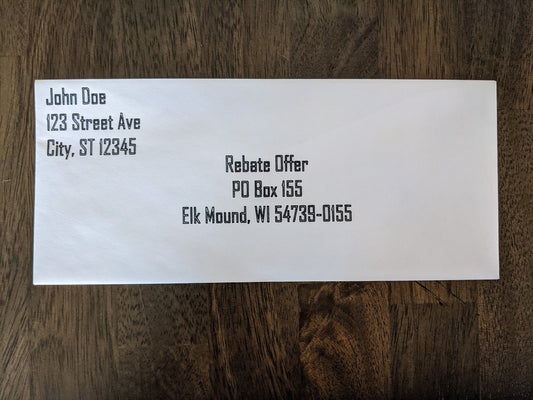 John Doe
123 Street Ave
City, ST 12345
Rebate Offer
PO Box 155
Elk Mound, WI 54739-0155